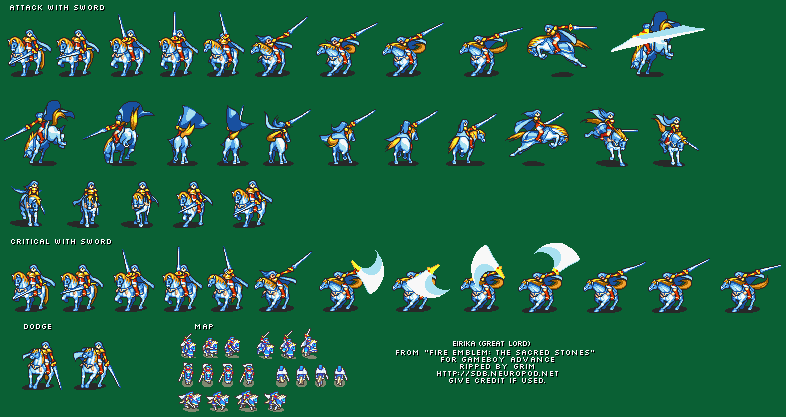 ATTACK WITH SWORD
CRITICAL WITH SWORD
DODGE
MAP
EIRIKA (GREAT LORD)
FROM "FIRE EMBLEM: THE SACRED STONES"
FOR GAMEBOY ADVANCE
RIPPED BY GRIM
HTTP://SDB.NEUROPOD.NET
GIVE CREDIT IF USED.